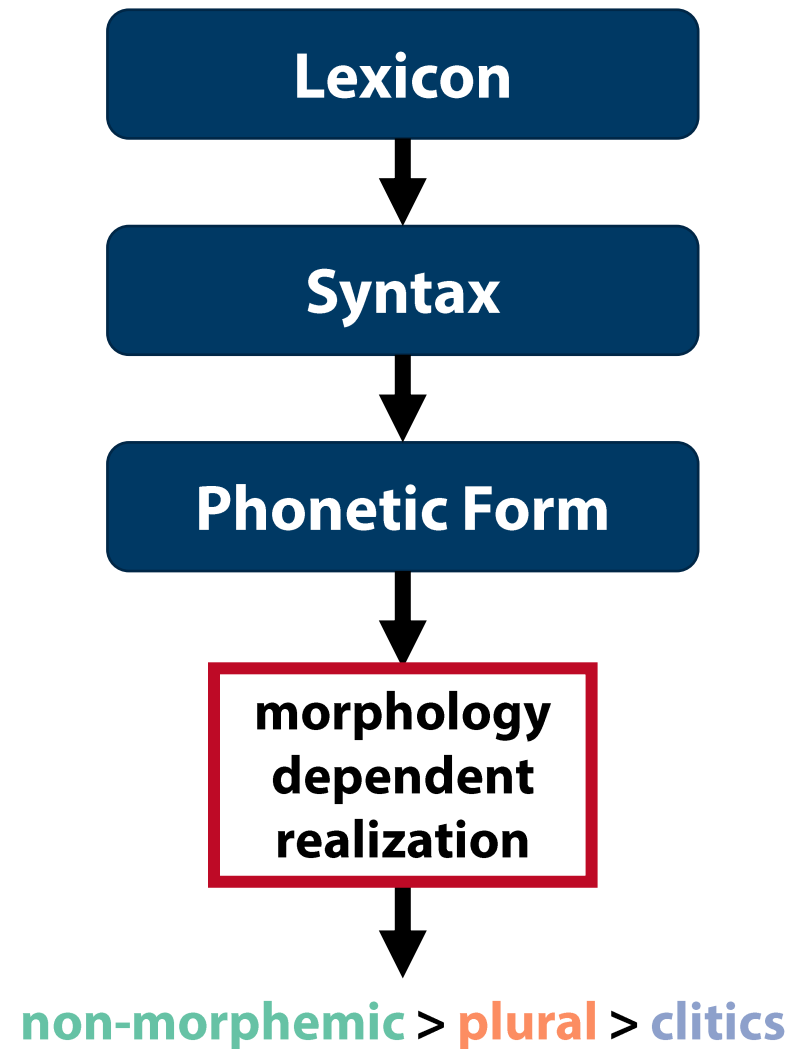 Lexicon
Syntax
Phonetic Form
morphology
dependent
realization
non-morphemic > plural > clitics